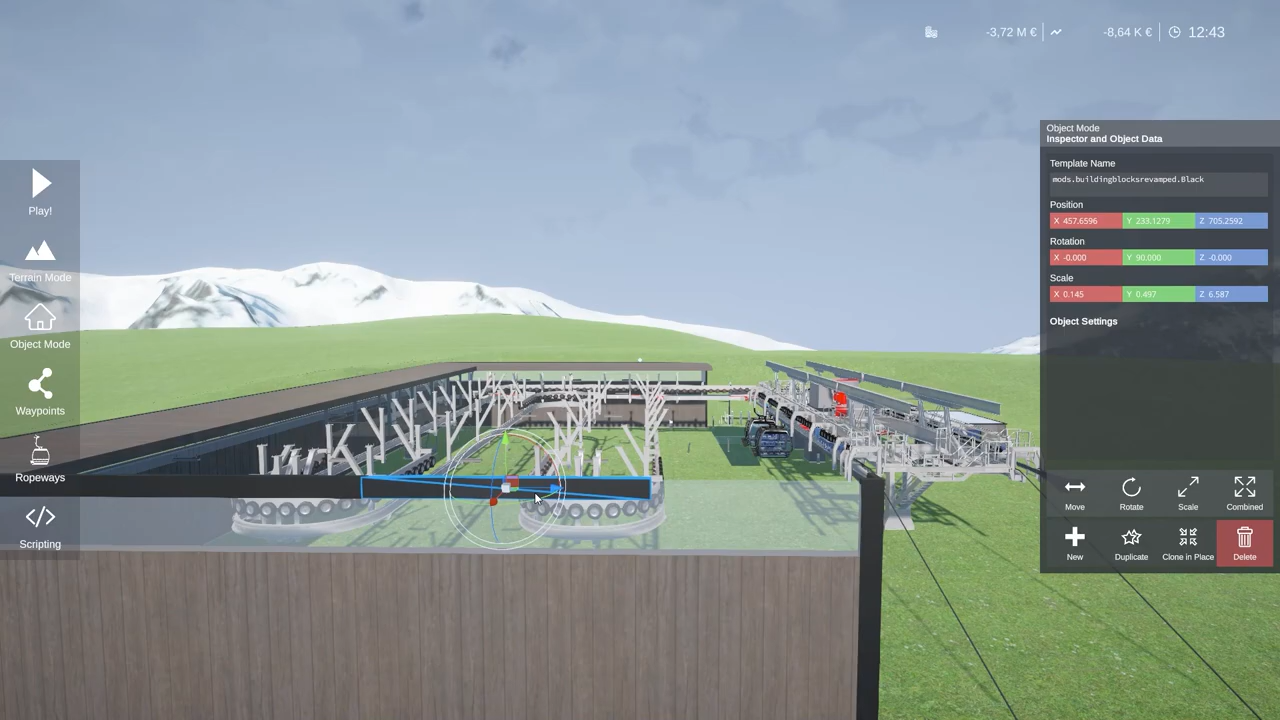 -3,72 M € -8,64 K € 12:43
Object Mode
Inspector and Object Data
Template Name
mods.buildingblocksrevamped.Black
Position
X 457.6596 Y 233.1279 Z 705.2592
Rotation
X -0.000 Y 90.000 Z -0.000
Scale
X 0.145 Y 0.497 Z 6.587
Object Settings
Move Rotate Scale Combined
New Duplicate Clone in Place Delete
Play!
Terrain Mode
Object Mode
Waypoints
Ropeways
Scripting